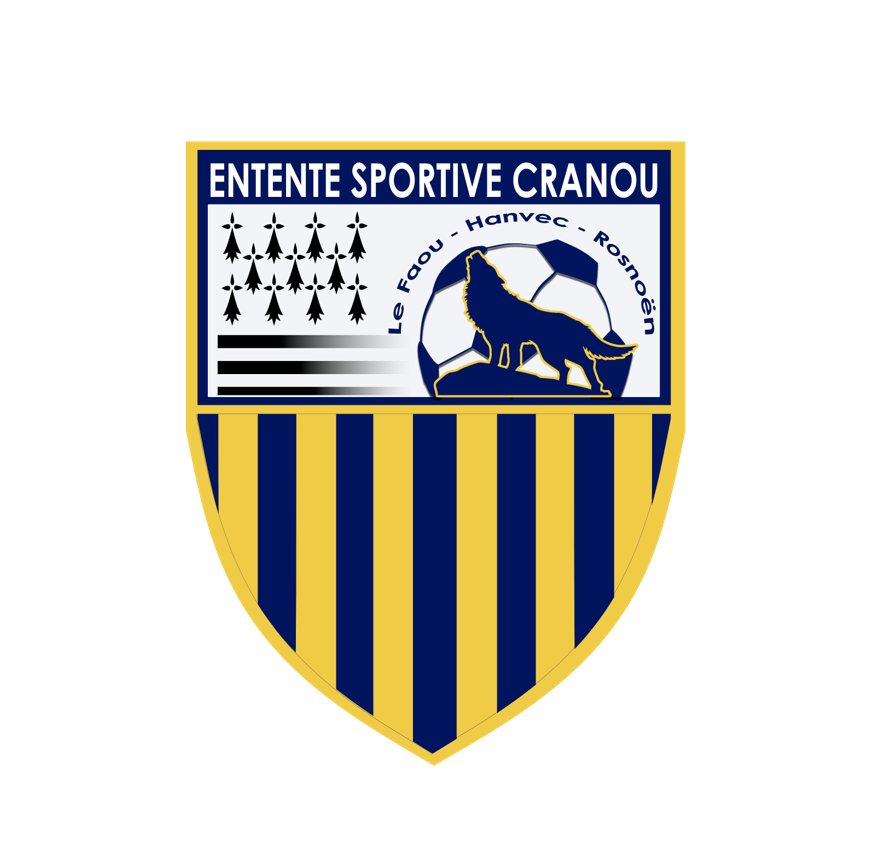 ENTENTE SPORTIVE CRANOU
Le Faou - Hanvec - Rosnoën